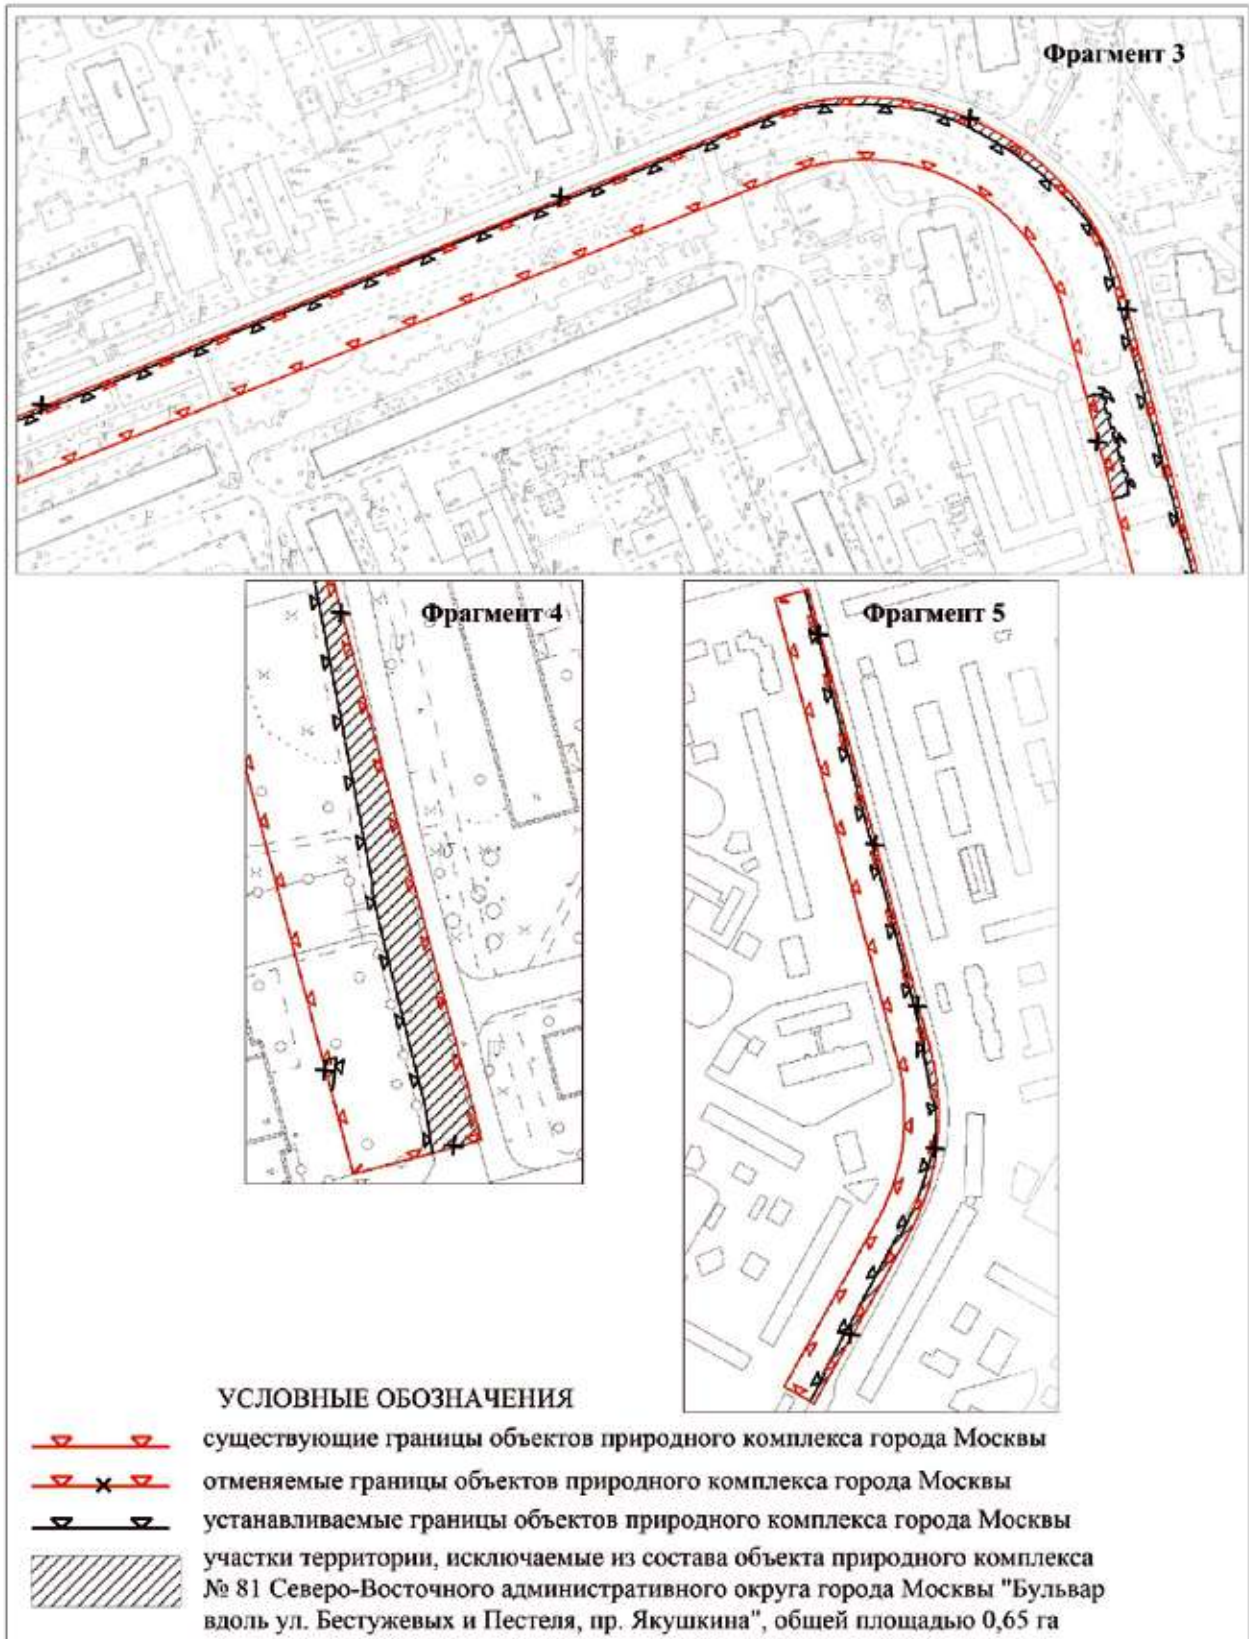 Фрагмент 3
Фрагмент 4
Фрагмент 5
УСЛОВНЫЕ ОБОЗНАЧЕНИЯ
существующие границы объектов природного комплекса города Москвы
отменяемые границы объектов природного комплекса города Москвы
устанавливаемые границы объектов природного комплекса города Москвы
участки территории, исключаемые из состава объекта природного комплекса
№ 81 Северо-Восточного административного округа города Москвы "Бульвар
вдоль ул. Бестужевых и Пестеля, пр. Якушкина", общей площадью 0,65 га